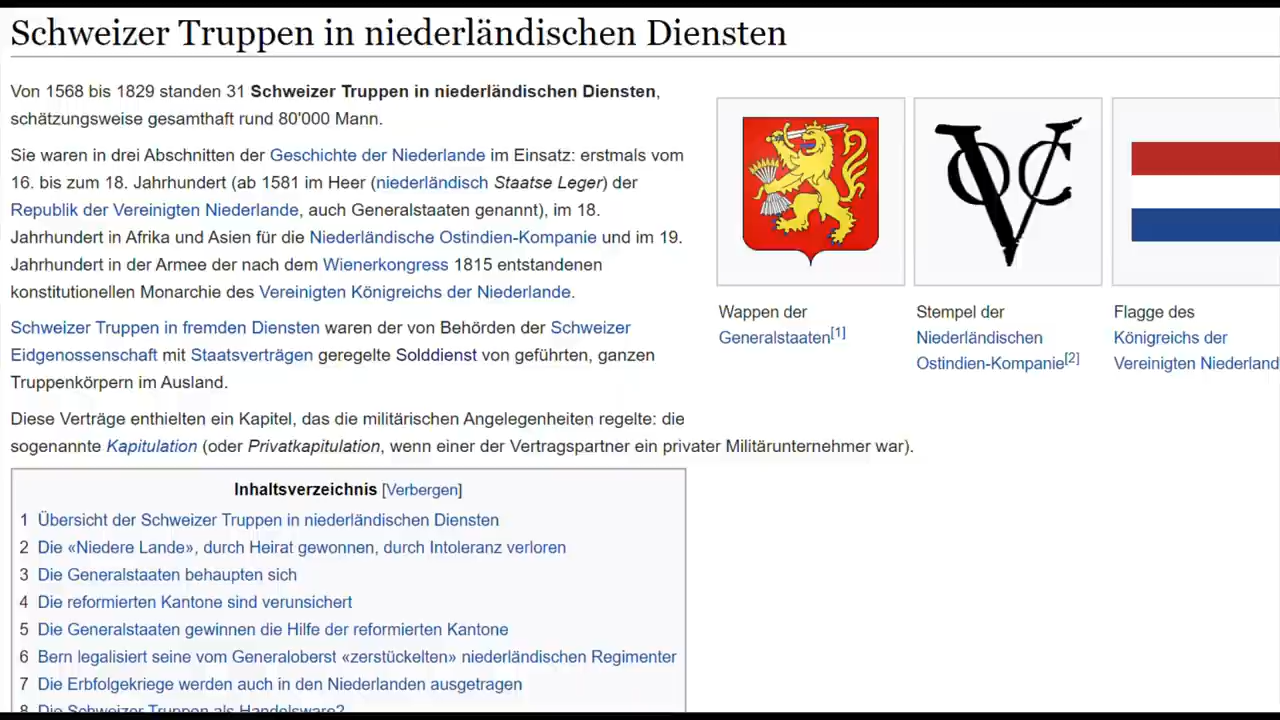 Schweizer Truppen in niederländischen Diensten
Von 1568 bis 1829 standen 31 Schweizer Truppen in niederländischen Diensten,
schätzungsweise gesamthaft rund 80'000 Mann.
Sie waren in drei Abschnitten der Geschichte der Niederlande im Einsatz: erstmals vom
16. bis zum 18. Jahrhundert (ab 1581 im Heer (niederländisch Staatse Leger) der
Republik der Vereinigten Niederlande, auch Generalstaaten genannt), im 18.
Jahrhundert in Afrika und Asien für die Niederländische Ostindien-Kompanie und im 19.
Jahrhundert in der Armee der nach dem Wienerkongress 1815 entstandenen
konstitutionellen Monarchie des Vereinigten Königreichs der Niederlande.
Schweizer Truppen in fremden Diensten waren der von Behörden der Schweizer
Eidgenossenschaft mit Staatsverträgen geregelte Solddienst von geführten, ganzen
Truppenkörpern im Ausland.
Diese Verträge enthielten ein Kapitel, das die militärischen Angelegenheiten regelte: die
sogenannte Kapitulation (oder Privatkapitulation, wenn einer der Vertragspartner ein privater Militärunternehmer war).
VOC
Wappen der
Generalstaaten[1]
Stempel der
Niederländischen
Ostindien-Kompanie[2]
Flagge des
Königreichs der
Vereinigten Niederland
Inhaltsverzeichnis [Verbergen]
1 Übersicht der Schweizer Truppen in niederländischen Diensten
2 Die «Niedere Lande», durch Heirat gewonnen, durch Intoleranz verloren
3 Die Generalstaaten behaupten sich
4 Die reformierten Kantone sind verunsichert
5 Die Generalstaaten gewinnen die Hilfe der reformierten Kantone
6 Bern legalisiert seine vom Generaloberst «zerstückelten» niederländischen Regimenter
7 Die Erbfolgekriege werden auch in den Niederlanden ausgetragen
8 Die Schweizer Truppen als Handelsware?